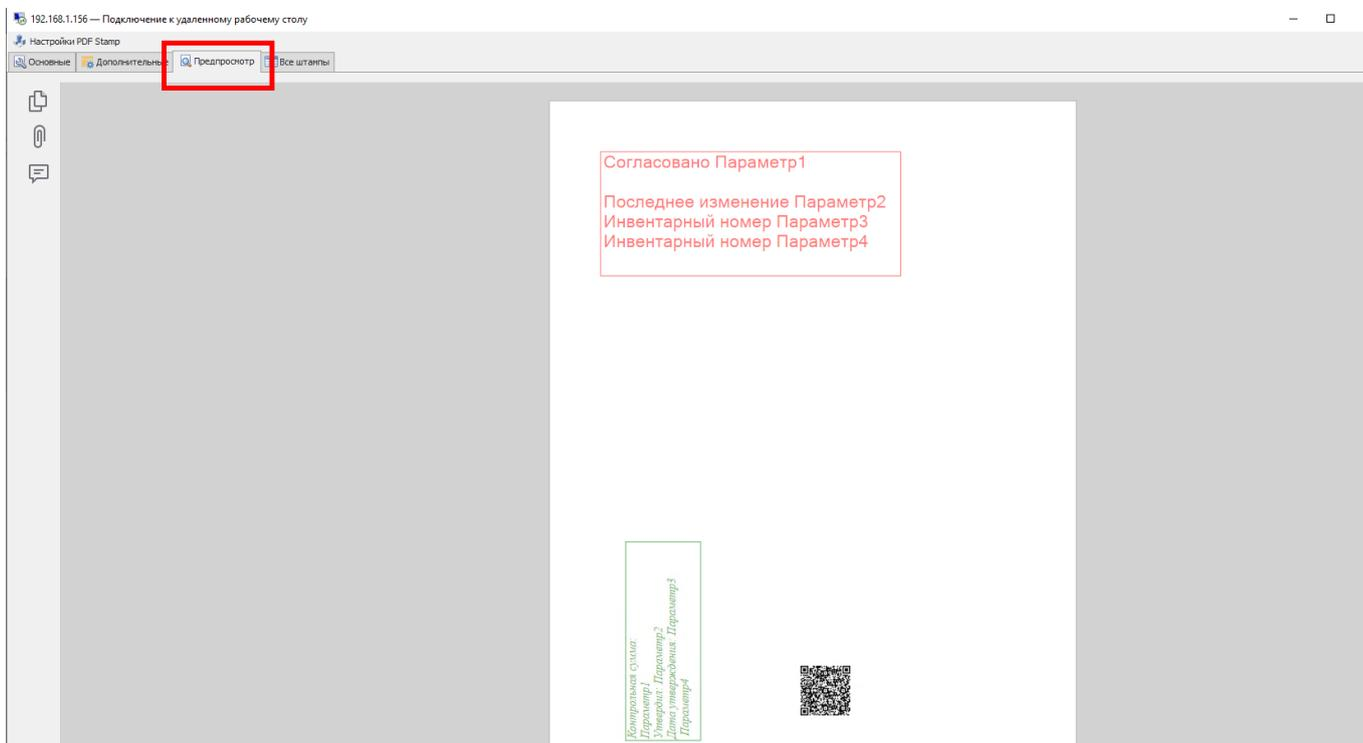 192.168.1.156 — Подключение к удаленному рабочему столу
Настройки PDF Stamp
Основные Дополнительные Предпросмотр Все штампы
Согласовано Параметр1
Последнее изменение Параметр2
Инвентарный номер Параметр3
Инвентарный номер Параметр4
Контрольная сумма:
Параметр1
Утвердил: Параметр2
Дата утверждения: Параметр3
Параметр4